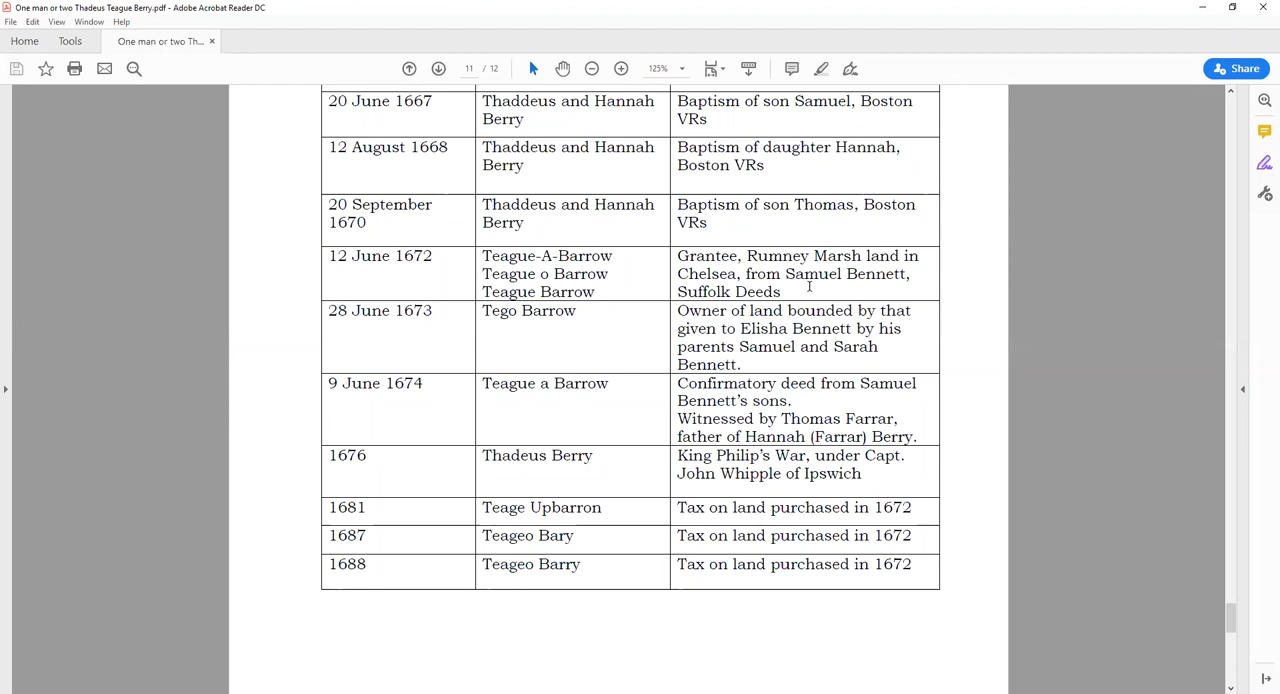 One man or two Thadeus Teague Berry.pdf - Adobe Acrobat Reader DC
File Edit View Window Help
Home Tools One man or two Th... ×
11 / 12 125% Share
20 June 1667 Thaddeus and Hannah Baptism of son Samuel, Boston
Berry VRs
12 August 1668 Thaddeus and Hannah Baptism of daughter Hannah,
Berry Boston VRs
20 September Thaddeus and Hannah Baptism of son Thomas, Boston
1670 Berry VRs
12 June 1672 Teague-A-Barrow Grantee, Rumney Marsh land in
Teague o Barrow Chelsea, from Samuel Bennett,
Teague Barrow Suffolk Deeds
28 June 1673 Tego Barrow Owner of land bounded by that
given to Elisha Bennett by his
parents Samuel and Sarah
Bennett.
9 June 1674 Teague a Barrow Confirmatory deed from Samuel
Bennett’s sons.
Witnessed by Thomas Farrar,
father of Hannah (Farrar) Berry.
1676 Thadeus Berry King Philip’s War, under Capt.
John Whipple of Ipswich
1681 Teage Upbarron Tax on land purchased in 1672
1687 Teageo Bary Tax on land purchased in 1672
1688 Teageo Barry Tax on land purchased in 1672